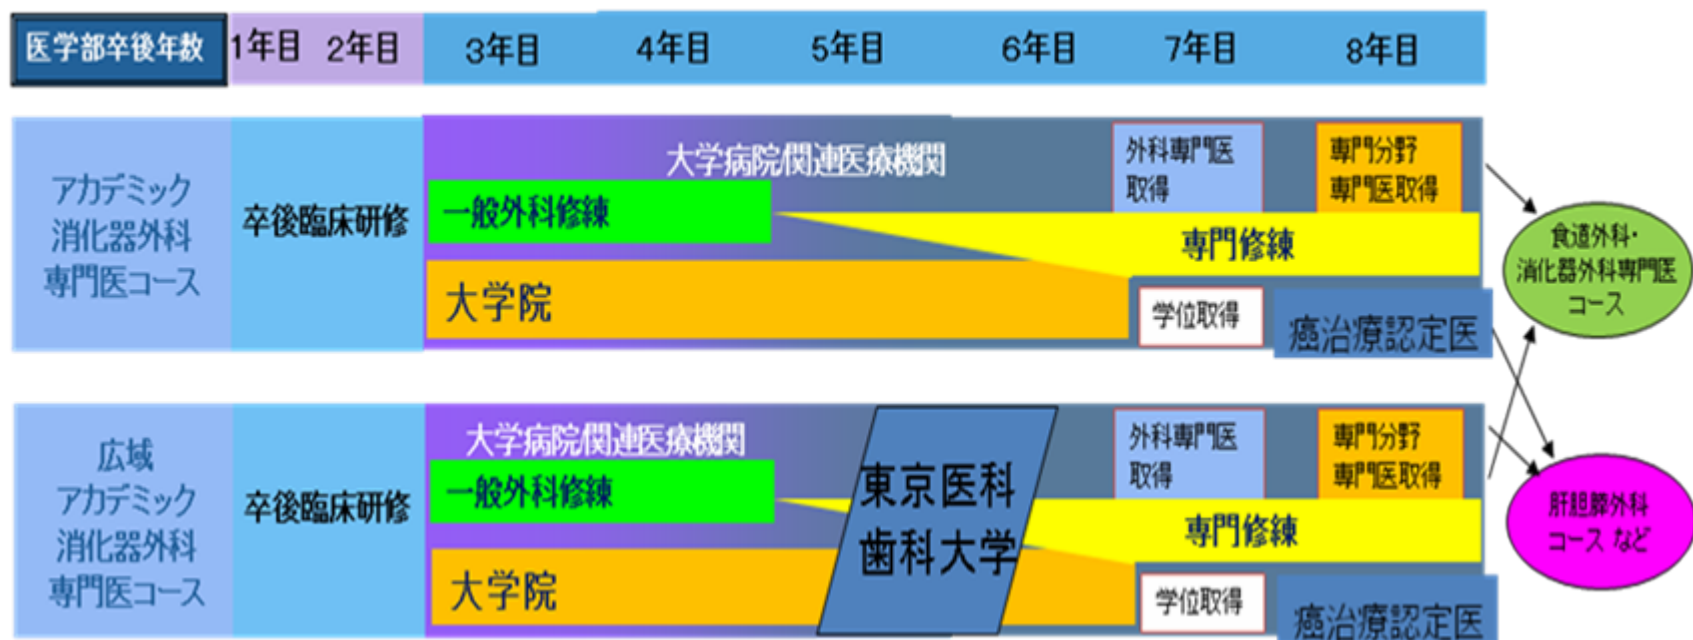 医学部卒後年数
1年目
2年目
3年目
4年目
5年目
6年目
7年目
8年目
アカデミック
消化器外科
専門医コース
卒後臨床研修
大学病院/関連医療機関
一般外科修練
大学院
外科専門医
取得
専門分野
専門医取得
専門修練
学位取得
癌治療認定医
食道外科・
消化器外科専門医
コース
広域
アカデミック
消化器外科
専門医コース
卒後臨床研修
大学病院/関連医療機関
一般外科修練
大学院
東京医科
歯科大学
外科専門医
取得
専門分野
専門医取得
専門修練
学位取得
癌治療認定医
肝胆膵外科
コース など